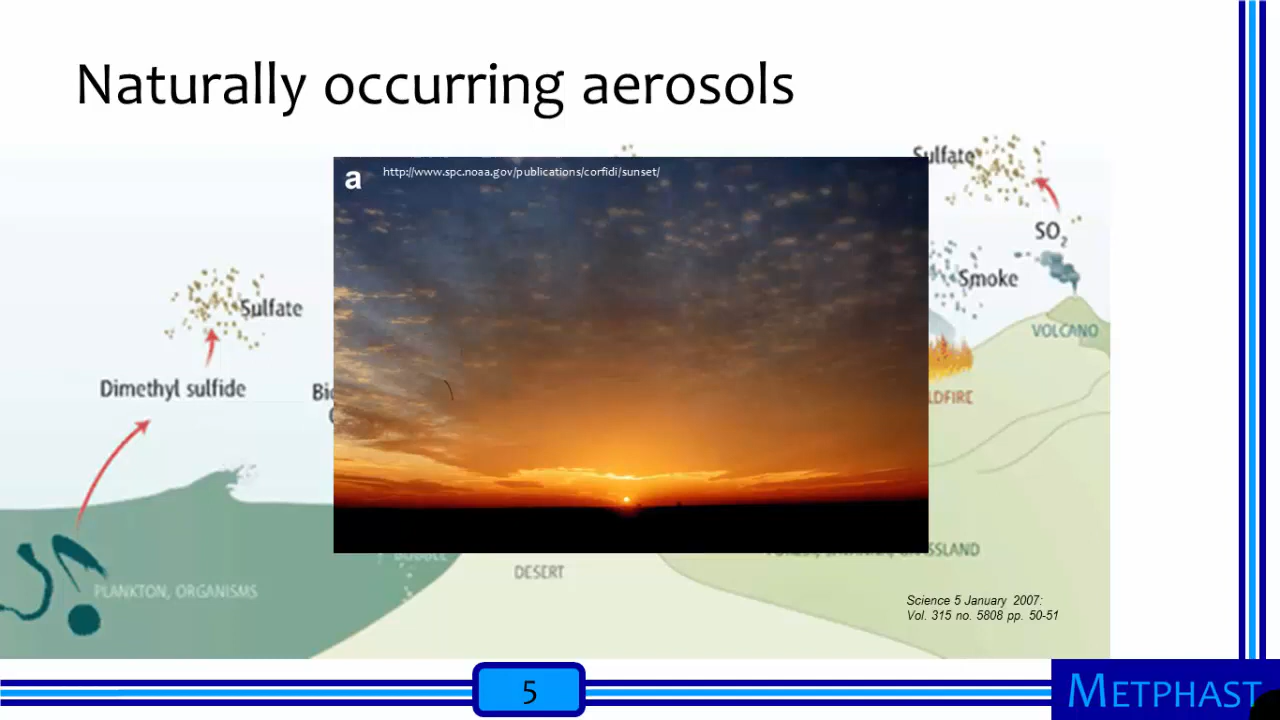 Naturally occurring aerosols
a
http://www.spc.noaa.gov/publications/corfidi/sunset/
Sulfate
SO2
Smoke
VOLCANO
Sulfate
Dimethyl sulfide
PLANKTON, ORGANISMS
DESERT
Science 5 January 2007:
Vol. 315 no. 5808 pp. 50-51
5
METPHAST